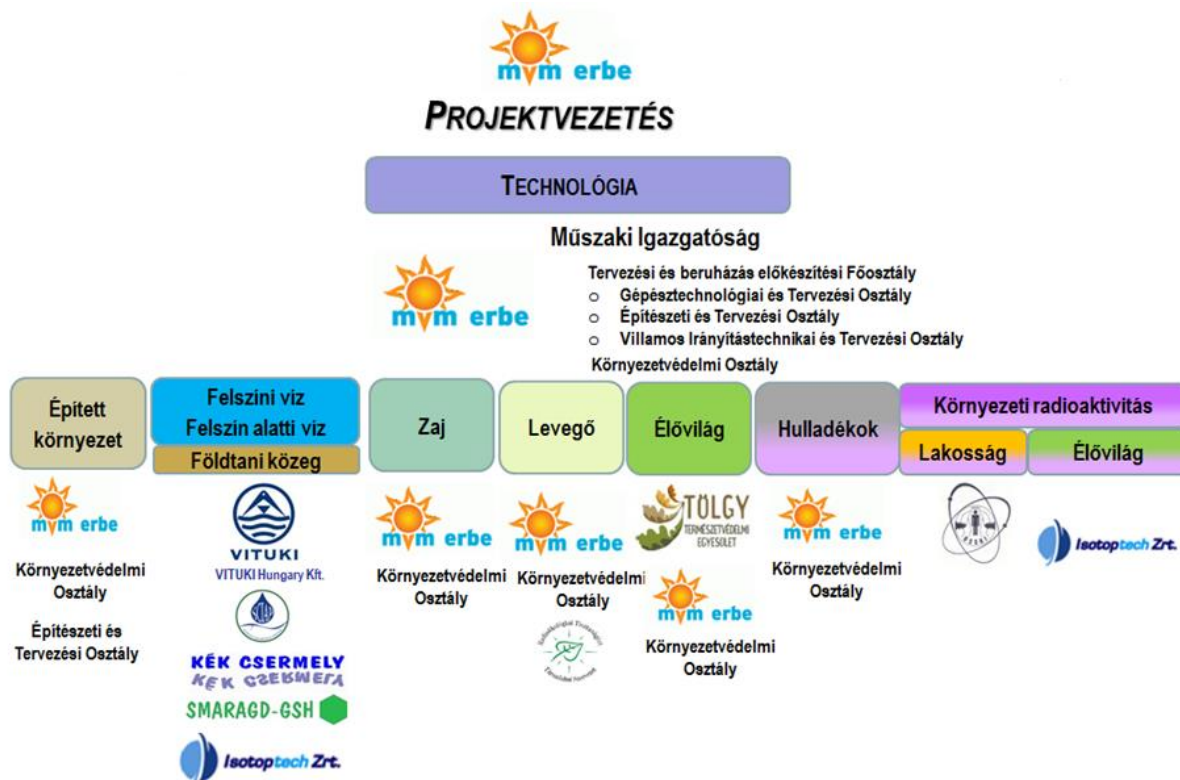 mvm erbe
PROJEKTVEZETÉS
TECHNOLÓGIA
Műszaki Igazgatóság
mvm erbe
Tervezési és beruházás előkészítési Főosztály
o Gépésztechnológiai és Tervezési Osztály
o Építészeti és Tervezési Osztály
o Villamos Irányítástechnikai és Tervezési Osztály
Környezetvédelmi Osztály
Épített
környezet
mvm erbe
Környezetvédelmi
Osztály
Építészeti és
Tervezési Osztály
Felszíni víz
Felszín alatti víz
Földtani közeg
VITUKI
VITUKI Hungary Kft.
KÉK CSERMELY
KÉK CSERMELY
SMARAGD-GSH
Isotoptech Zrt.
Zaj
mvm erbe
Környezetvédelmi
Osztály
Levegő
mvm erbe
Környezetvédelmi
Osztály
Élővilág
TÖLGY
TERMÉSZETVÉDELMI
EGYESÜLET
mvm erbe
Környezetvédelmi
Osztály
Hulladékok
mvm erbe
Környezetvédelmi
Osztály
Környezeti radioaktivitás
Lakosság
Élővilág
Isotoptech Zrt.